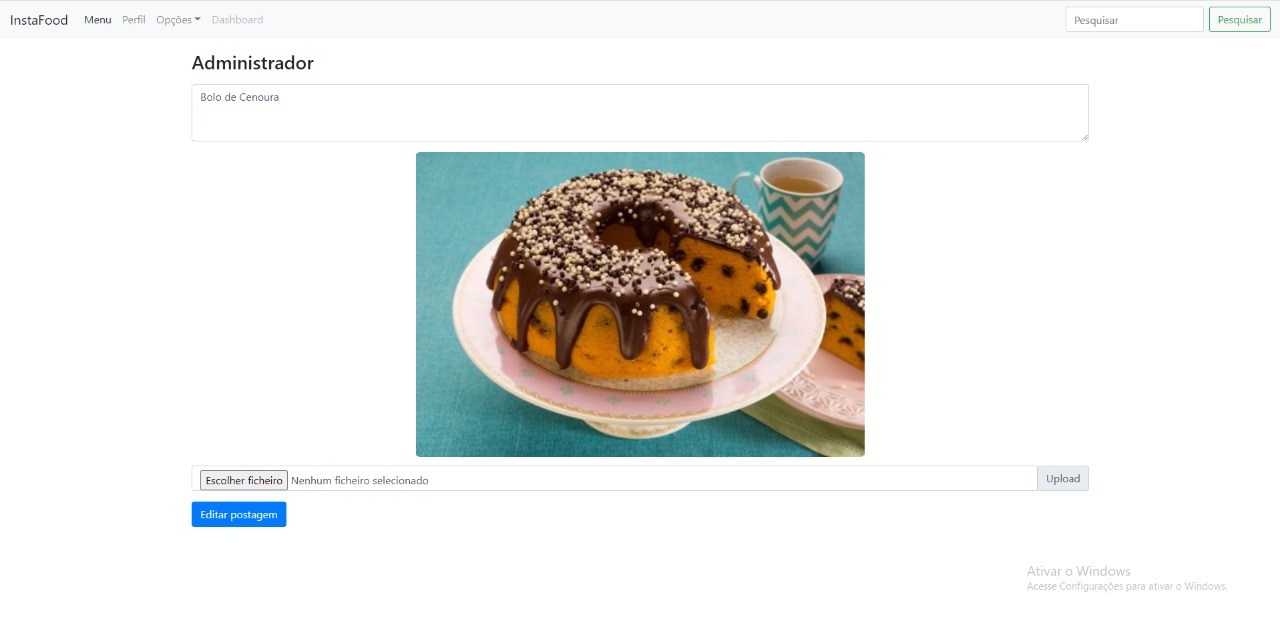 InstaFood Menu Perfil Opções Dashboard Pesquisar Pesquisar
Administrador
Bolo de Cenoura
Escolher ficheiro Nenhum ficheiro selecionado Upload
Editar postagem
Ativar o Windows
Acesse Configurações para ativar o Windows.